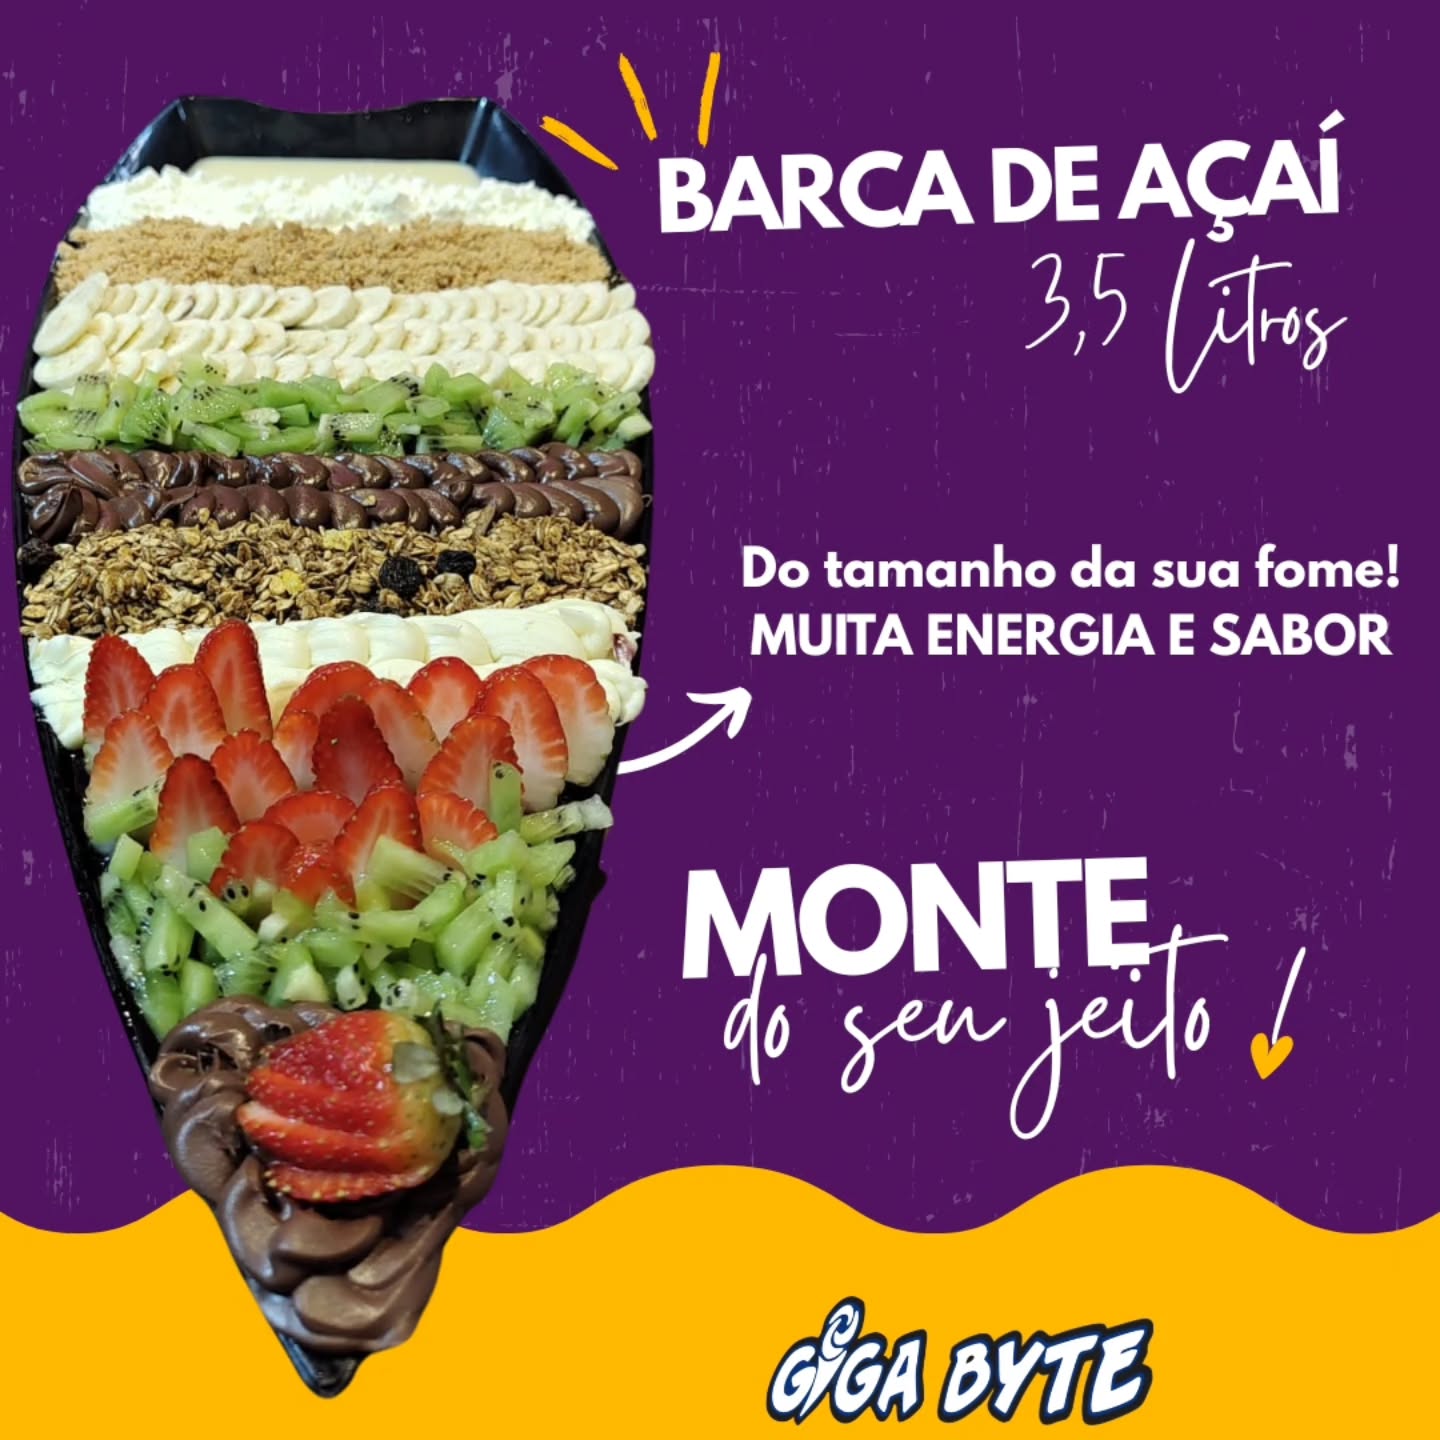 BARCA DE AÇAÍ
3,5 Litros
Do tamanho da sua fome!
MUITA ENERGIA E SABOR
MONTE
do seu jeito!
GIGA BYTE